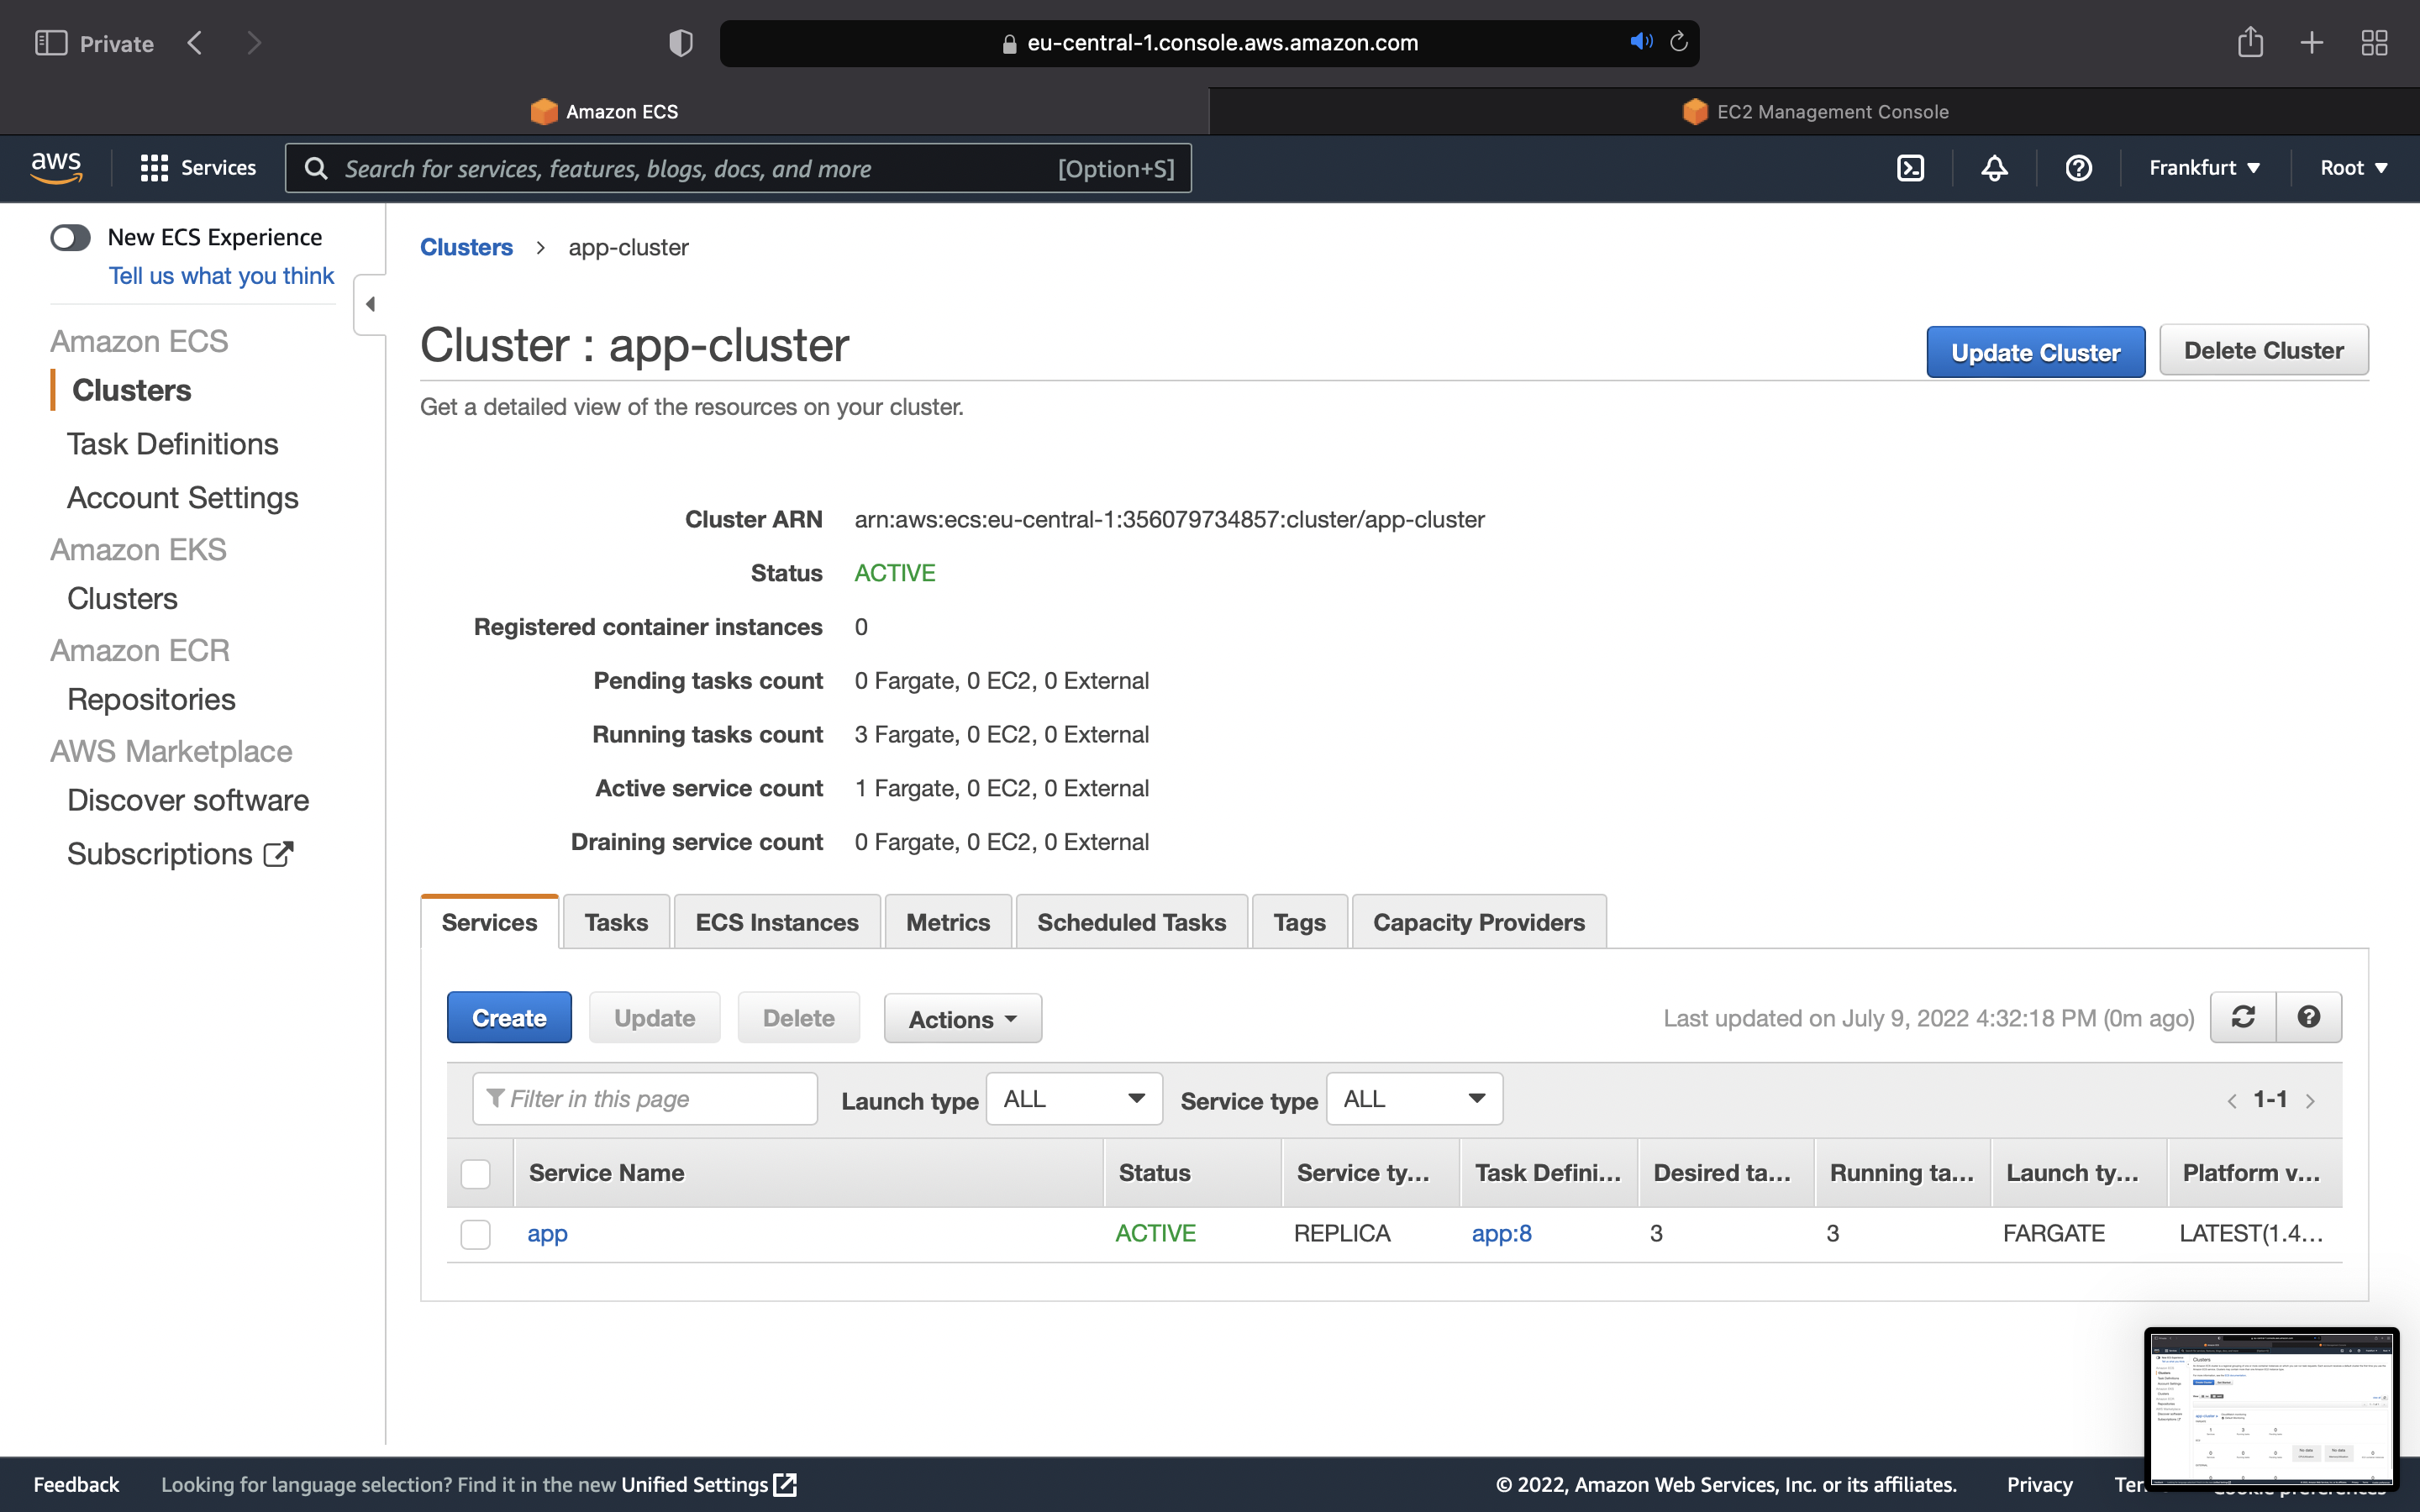 Private
eu-central-1.console.aws.amazon.com
Amazon ECS
EC2 Management Console
aws
Services
Search for services, features, blogs, docs, and more
[Option+S]
Frankfurt
Root
New ECS Experience
Tell us what you think
Amazon ECS
Clusters
Task Definitions
Account Settings
Amazon EKS
Clusters
Amazon ECR
Repositories
AWS Marketplace
Discover software
Subscriptions
Clusters > app-cluster
Cluster : app-cluster
Update Cluster
Delete Cluster
Get a detailed view of the resources on your cluster.
Cluster ARN arn:aws:ecs:eu-central-1:356079734857:cluster/app-cluster
Status ACTIVE
Registered container instances 0
Pending tasks count 0 Fargate, 0 EC2, 0 External
Running tasks count 3 Fargate, 0 EC2, 0 External
Active service count 1 Fargate, 0 EC2, 0 External
Draining service count 0 Fargate, 0 EC2, 0 External
Services Tasks ECS Instances Metrics Scheduled Tasks Tags Capacity Providers
Create Update Delete Actions
Last updated on July 9, 2022 4:32:18 PM (0m ago)
Filter in this page Launch type ALL Service type ALL
< 1-1 >
Service Name Status Service ty... Task Defini... Desired ta... Running ta... Launch ty... Platform v...
app ACTIVE REPLICA app:8 3 3 FARGATE LATEST(1.4...
Feedback Looking for language selection? Find it in the new Unified Settings
© 2022, Amazon Web Services, Inc. or its affiliates. Privacy